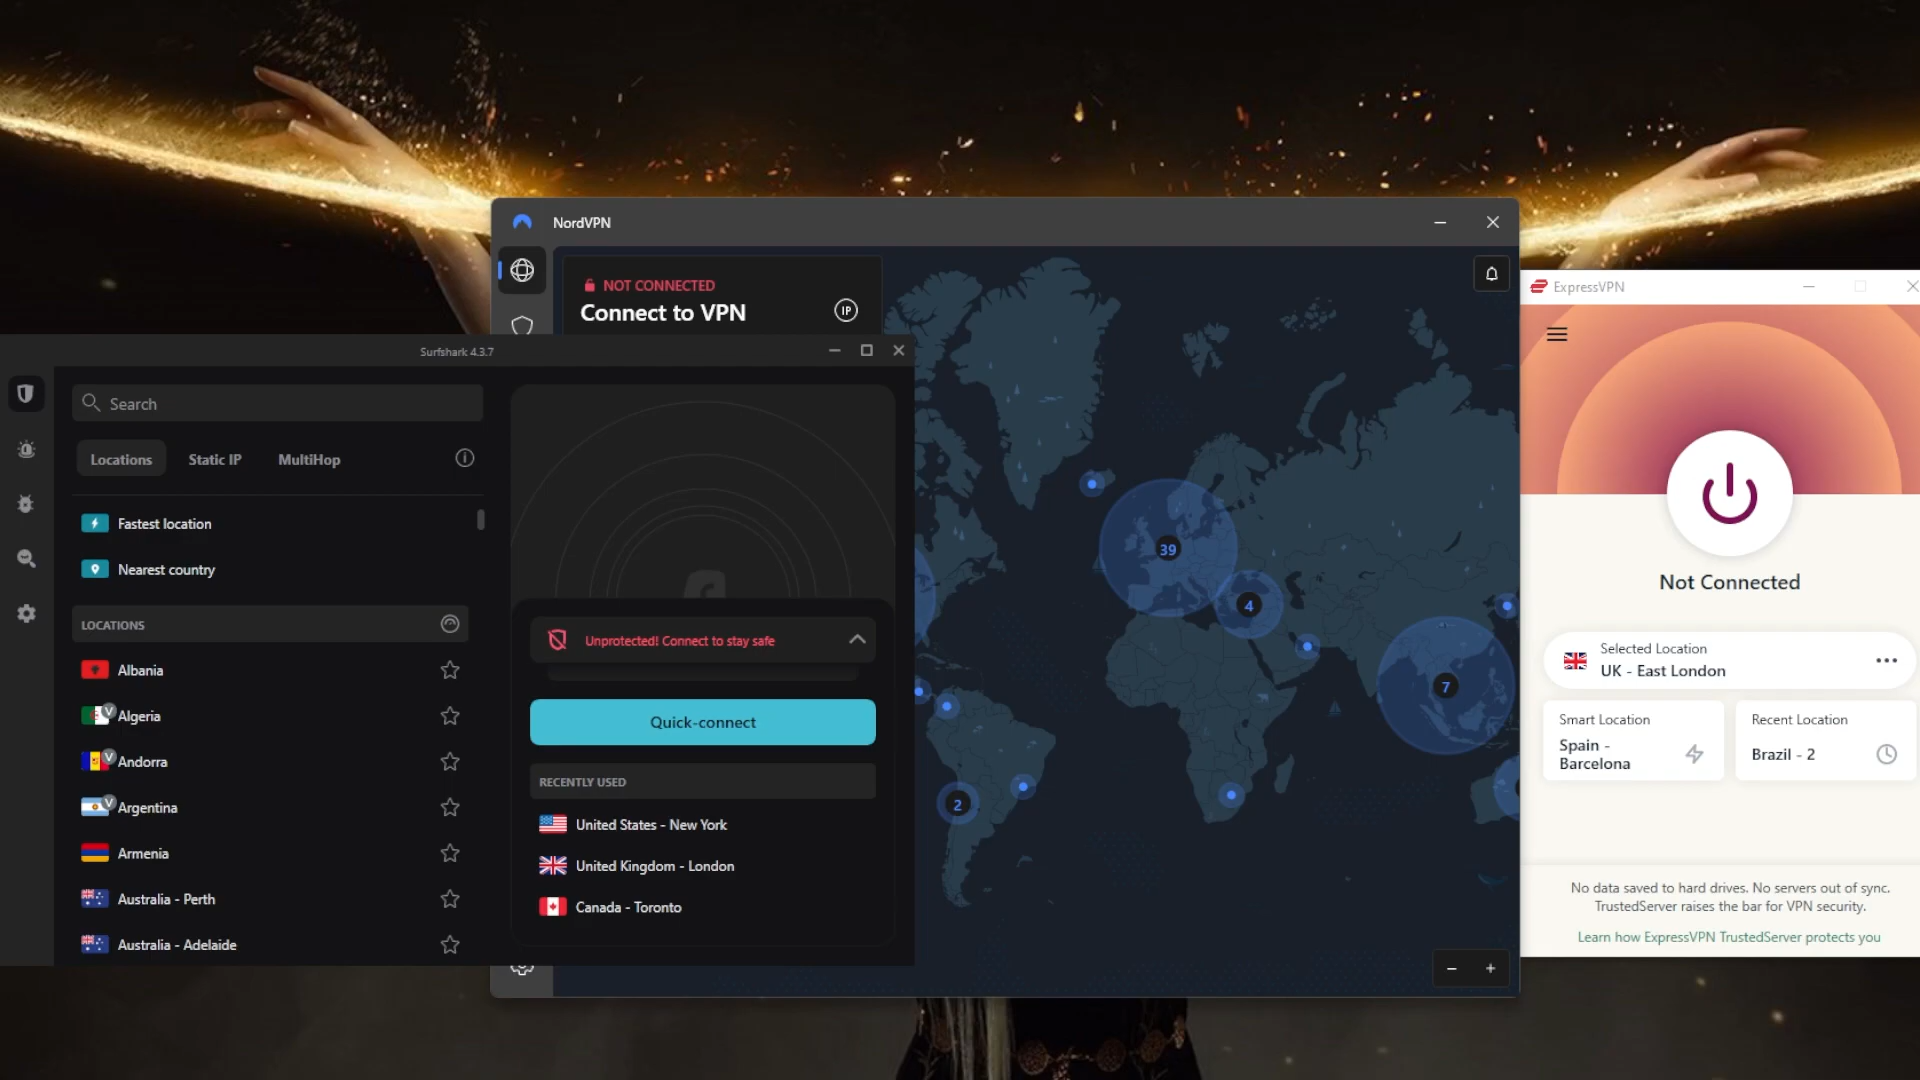 NordVPN
NOT CONNECTED
Connect to VPN
IP
39
4
7
2
Surfshark 4.3.7
Search
Locations
Static IP
MultiHop
Fastest location
Nearest country
LOCATIONS
Albania
V
Algeria
V
Andorra
V
Argentina
Armenia
Australia - Perth
Australia - Adelaide
Unprotected! Connect to stay safe
Quick-connect
RECENTLY USED
United States - New York
United Kingdom - London
Canada - Toronto
ExpressVPN
Not Connected
Selected Location
UK - East London
Smart Location
Spain -
Barcelona
Recent Location
Brazil - 2
No data saved to hard drives. No servers out of sync.
TrustedServer raises the bar for VPN security.
Learn how ExpressVPN TrustedServer protects you